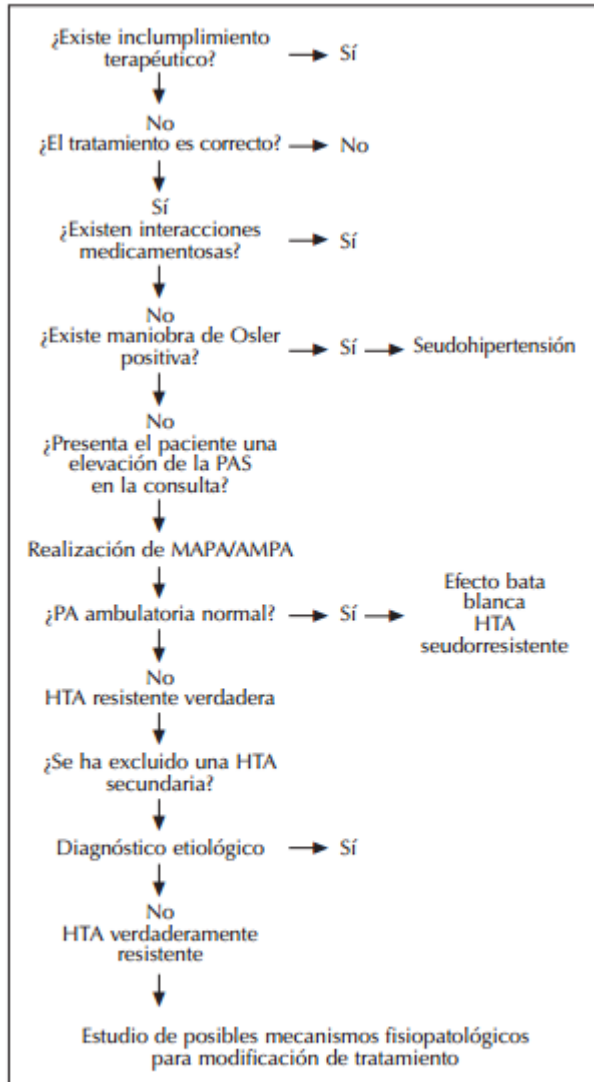 ¿Existe inclumplimiento
terapéutico?
Sí
No
¿El tratamiento es correcto?
No
Sí
¿Existen interacciones
medicamentosas?
Sí
No
¿Existe maniobra de Osler
positiva?
Sí
Seudohipertensión
No
¿Presenta el paciente una
elevación de la PAS
en la consulta?
Realización de MAPA/AMPA
¿PA ambulatoria normal?
Sí
Efecto bata
blanca
HTA
seudorresistente
No
HTA resistente verdadera
¿Se ha excluido una HTA
secundaria?
Diagnóstico etiológico
Sí
No
HTA verdaderamente
resistente
Estudio de posibles mecanismos fisiopatológicos
para modificación de tratamiento